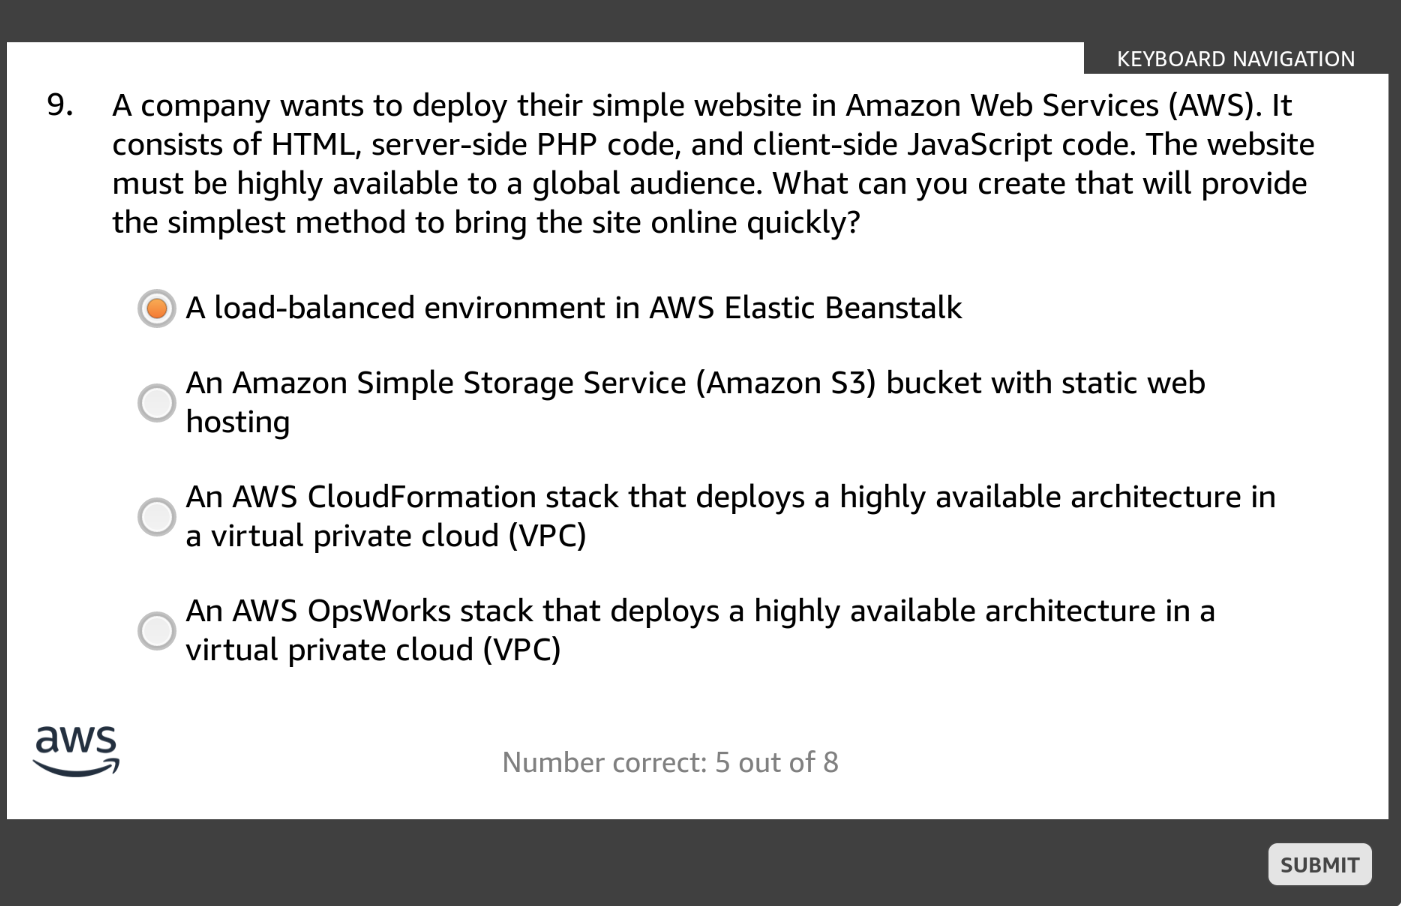 KEYBOARD NAVIGATION
9. A company wants to deploy their simple website in Amazon Web Services (AWS). It
consists of HTML, server-side PHP code, and client-side JavaScript code. The website
must be highly available to a global audience. What can you create that will provide
the simplest method to bring the site online quickly?
A load-balanced environment in AWS Elastic Beanstalk
An Amazon Simple Storage Service (Amazon S3) bucket with static web
hosting
An AWS CloudFormation stack that deploys a highly available architecture in
a virtual private cloud (VPC)
An AWS OpsWorks stack that deploys a highly available architecture in a
virtual private cloud (VPC)
aws
Number correct: 5 out of 8
SUBMIT